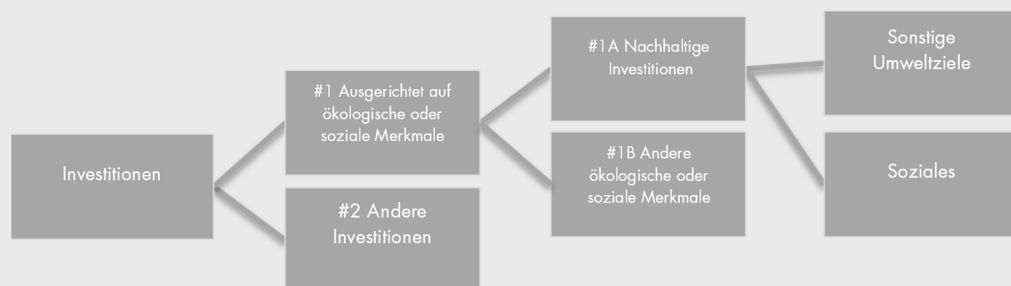 Investitionen
#1 Ausgerichtet auf
ökologische oder
soziale Merkmale
#2 Andere
Investitionen
#1A Nachhaltige
Investitionen
#1B Andere
ökologische oder
soziale Merkmale
Sonstige
Umweltziele
Soziales